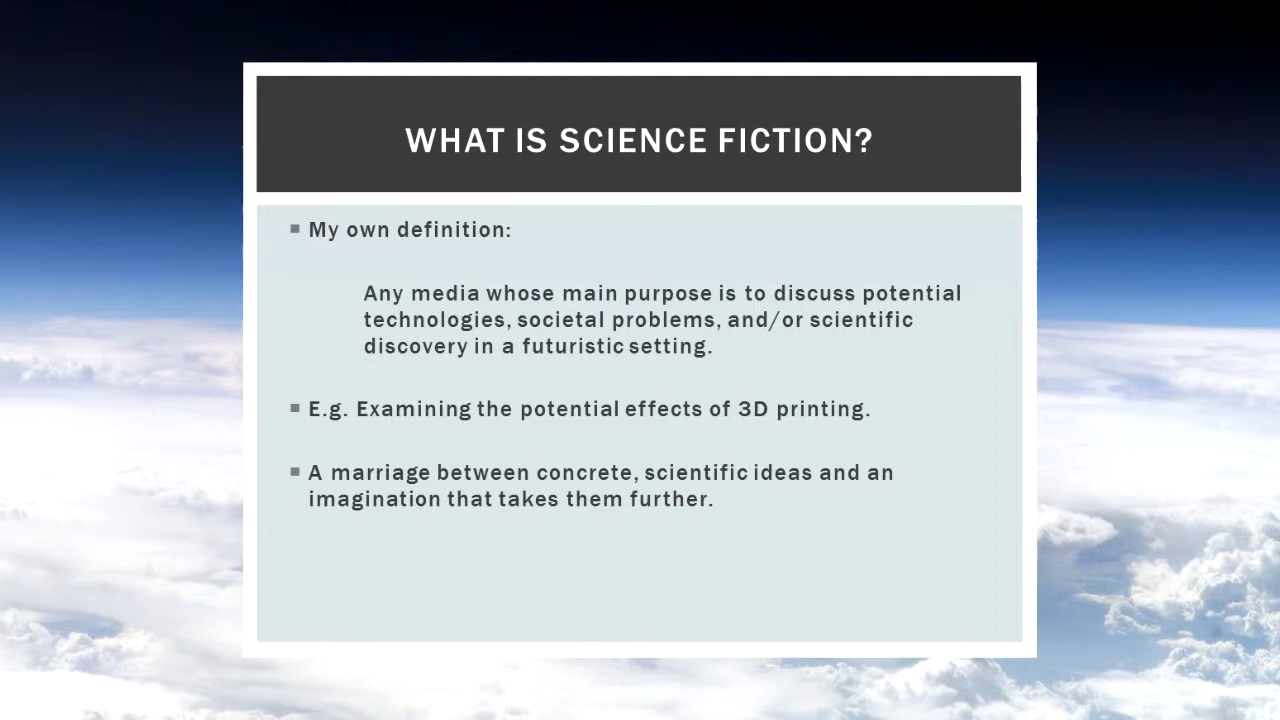 WHAT IS SCIENCE FICTION?
My own definition:
Any media whose main purpose is to discuss potential
technologies, societal problems, and/or scientific
discovery in a futuristic setting.
E.g. Examining the potential effects of 3D printing.
A marriage between concrete, scientific ideas and an
imagination that takes them further.